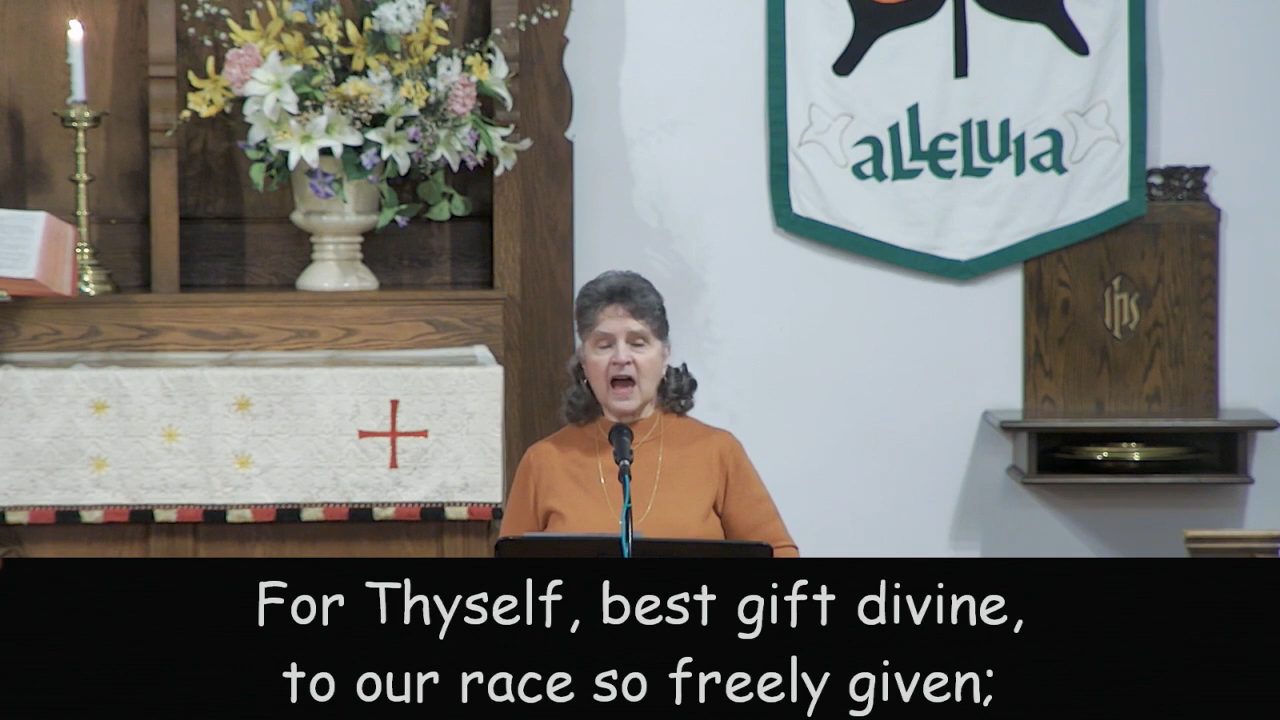 alleluia
IHS
For Thyself, best gift divine,
to our race so freely given;